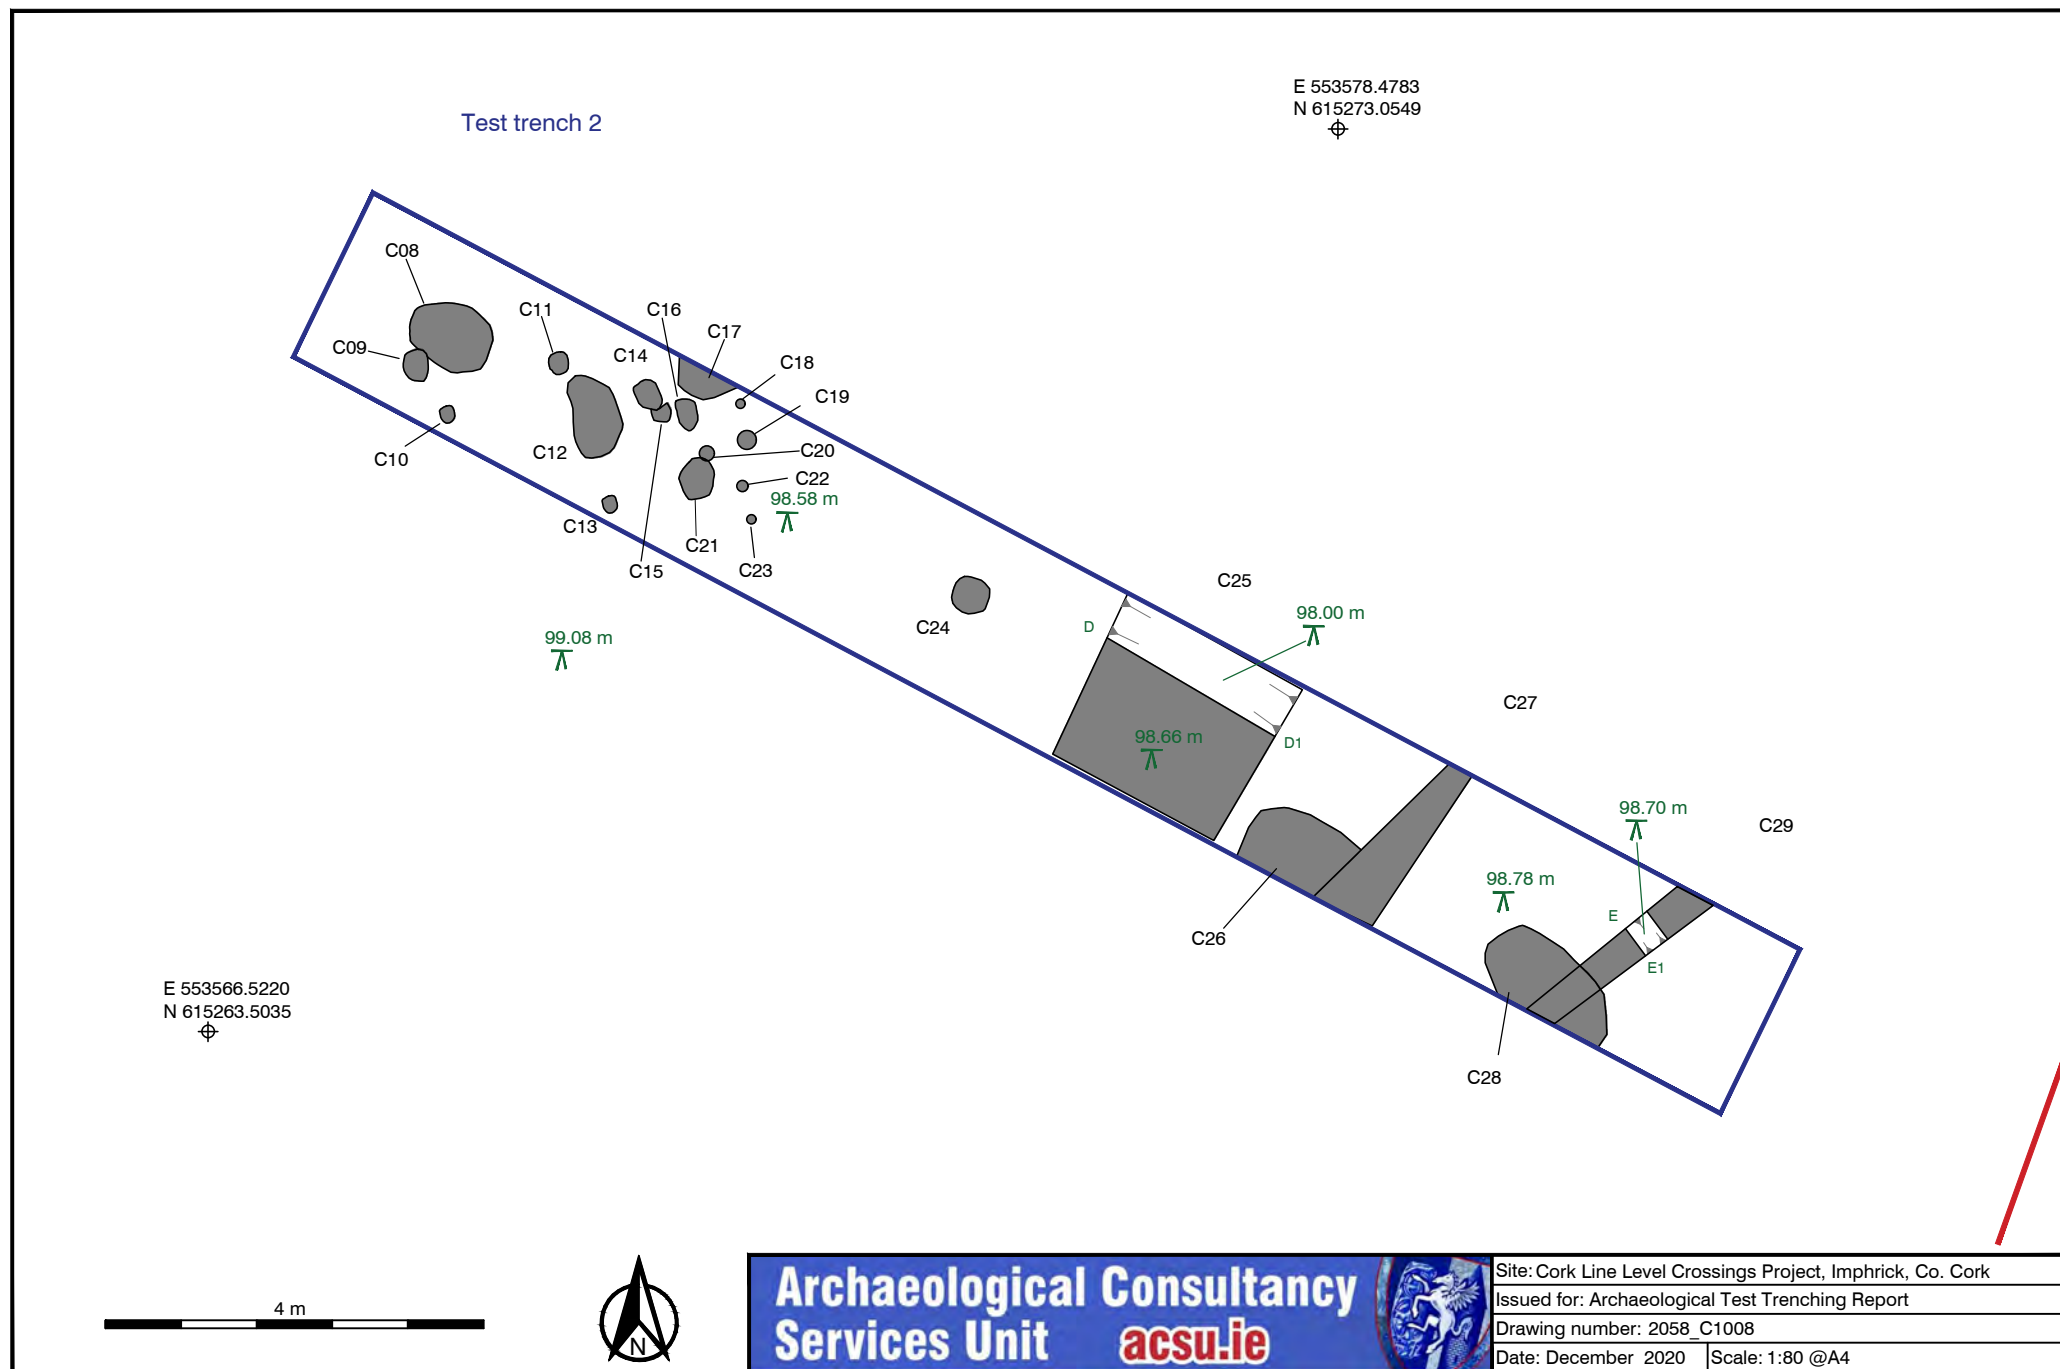 E 553578.4783
N 615273.0549
Test trench 2
C08
C11
C16
C17
C09
C14
C18
C19
C12
C20
C10
C22
98.58 m
C13
C21
C15
C23
C25
98.00 m
C24
D
99.08 m
C27
98.66 m
D1
98.70 m
C29
98.78 m
E
C26
E1
E 553566.5220
N 615263.5035
C28
4 m
N
Archaeological Consultancy
Services Unit acsu.ie
Site: Cork Line Level Crossings Project, Imphrick, Co. Cork
Issued for: Archaeological Test Trenching Report
Drawing number: 2058_C1008
Date: December 2020 Scale: 1:80 @A4